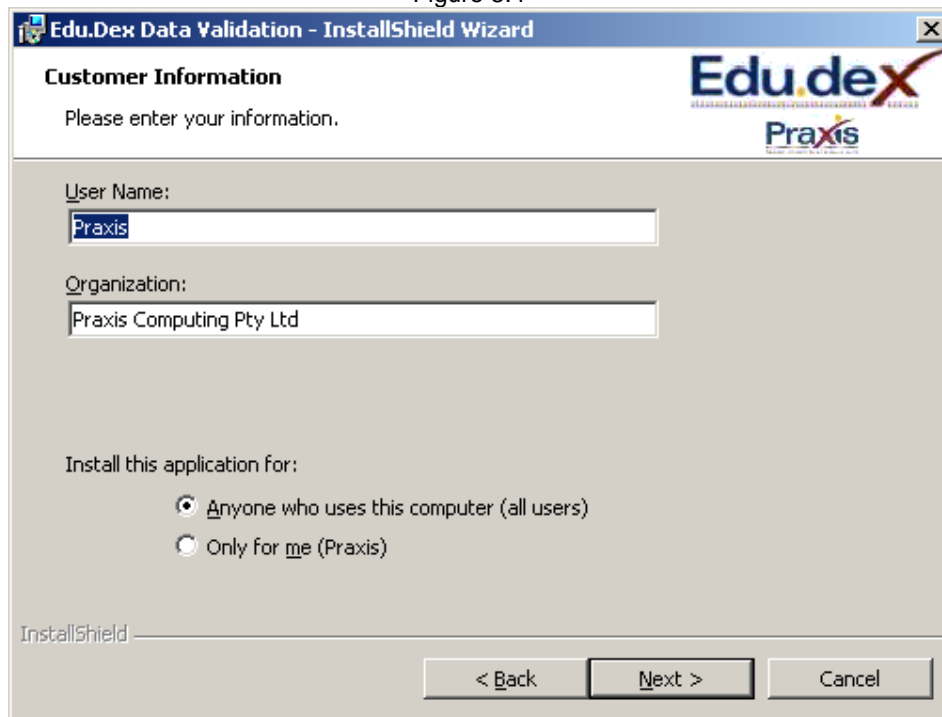 Edu.Dex Data Validation - InstallShield Wizard
Customer Information
Please enter your information.
Edu.dex
Praxis
User Name:
Praxis
Organization:
Praxis Computing Pty Ltd
Install this application for:
Anyone who uses this computer (all users)
Only for me (Praxis)
InstallShield
< Back
Next >
Cancel